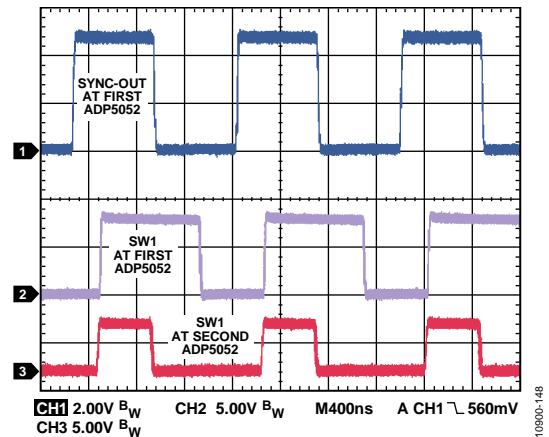 SYNC-OUT
AT FIRST
ADP5052
1
SW1
AT FIRST
ADP5052
2
SW1
AT SECOND
ADP5052
3
CH1 2.00V BW CH2 5.00V BW M400ns A CH1 560mV
CH3 5.00V BW
10900-148